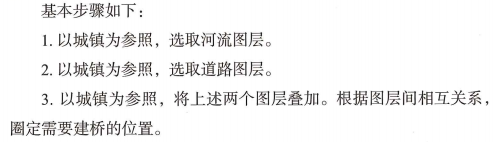 基本步骤如下：
1. 以城镇为参照，选取河流图层。
2. 以城镇为参照，选取道路图层。
3. 以城镇为参照，将上述两个图层叠加。根据图层间相互关系，
圈定需要建桥的位置。